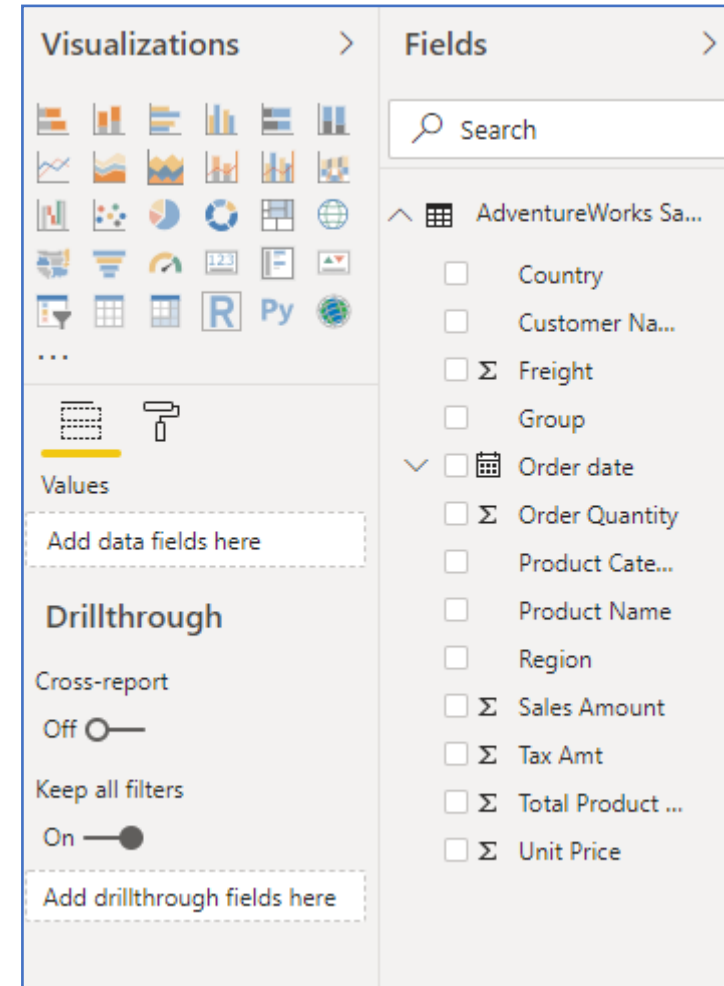 Visualizations
123
R Py
...
Values
Add data fields here
Drillthrough
Cross-report
Off
Keep all filters
On
Add drillthrough fields here
Fields
Search
AdventureWorks Sa...
Country
Customer Na...
Σ Freight
Group
Order date
Σ Order Quantity
Product Cate...
Product Name
Region
Σ Sales Amount
Σ Tax Amt
Σ Total Product ...
Σ Unit Price